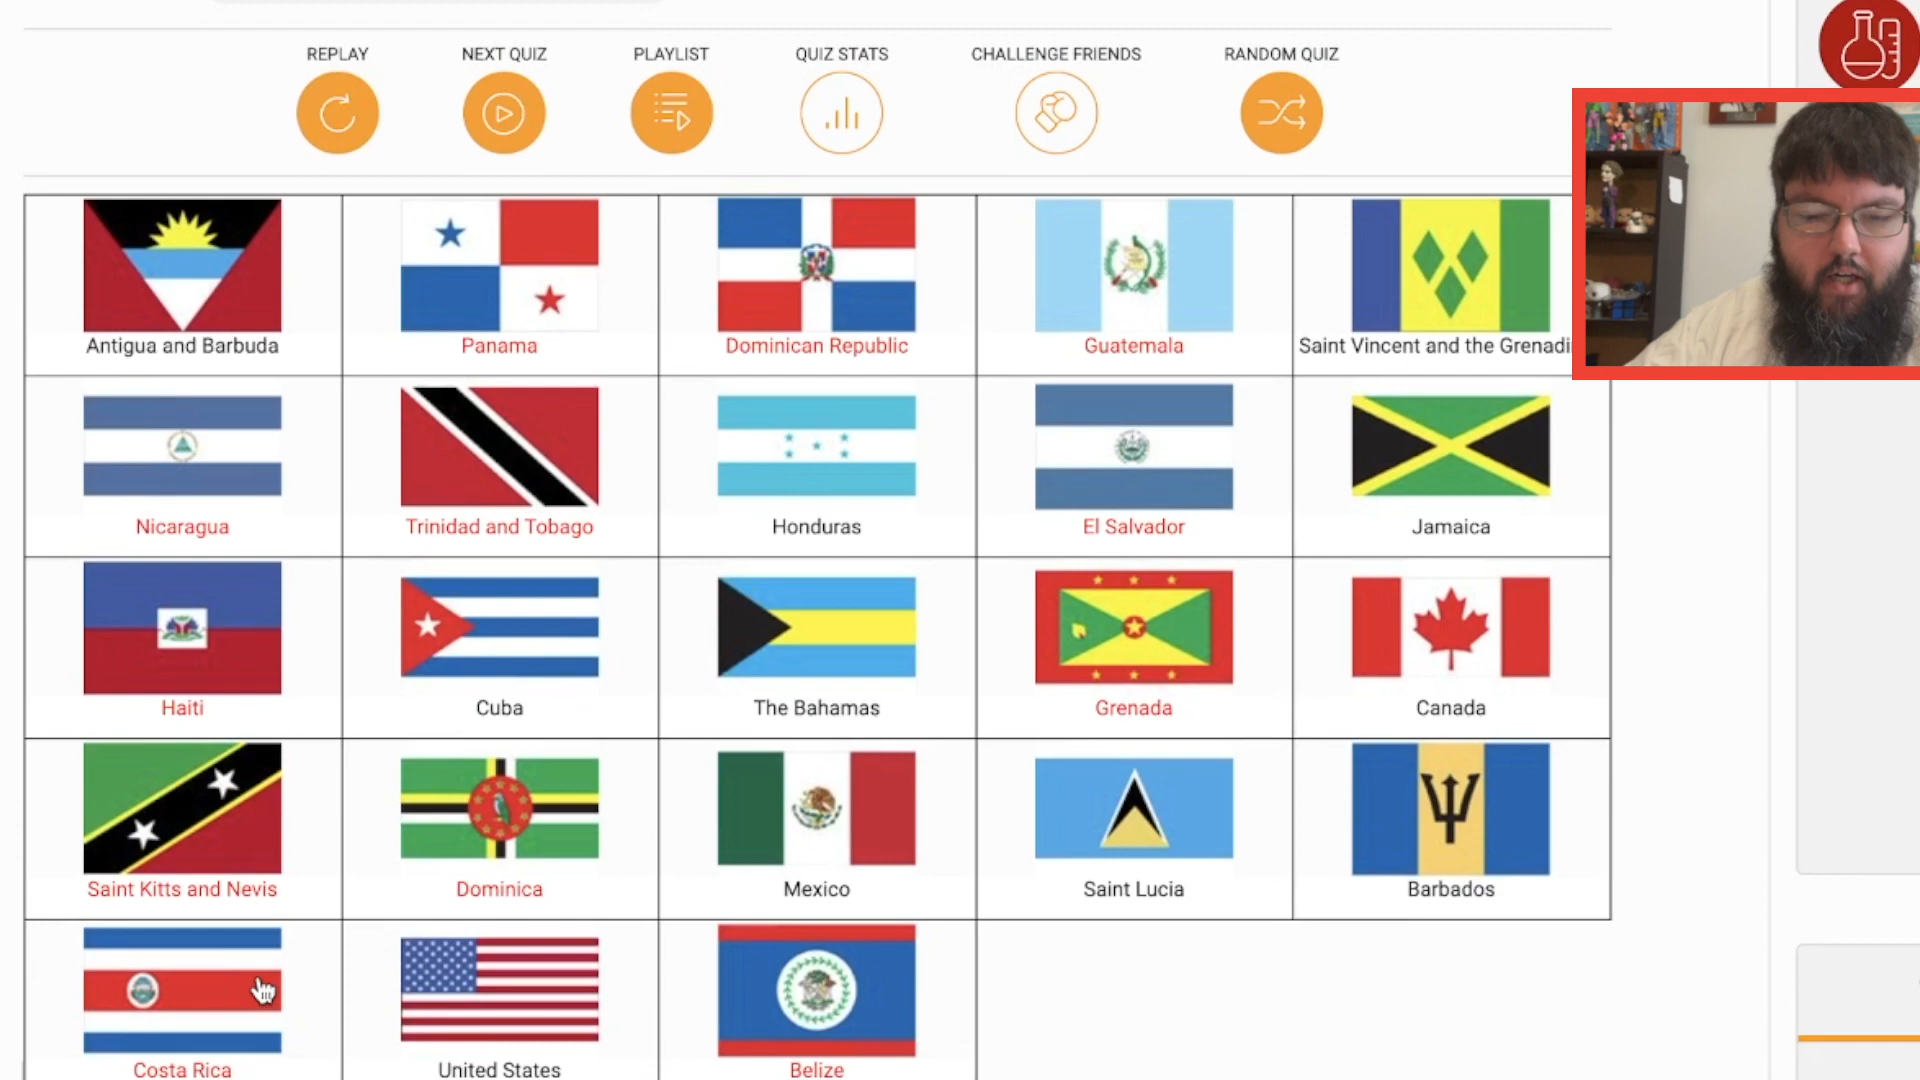 REPLAY
NEXT QUIZ
PLAYLIST
QUIZ STATS
CHALLENGE FRIENDS
RANDOM QUIZ
Antigua and Barbuda
Panama
Dominican Republic
Guatemala
Saint Vincent and the Grenadi
Nicaragua
Trinidad and Tobago
Honduras
El Salvador
Jamaica
Haiti
Cuba
The Bahamas
Grenada
Canada
Saint Kitts and Nevis
Dominica
Mexico
Saint Lucia
Barbados
Costa Rica
United States
Belize